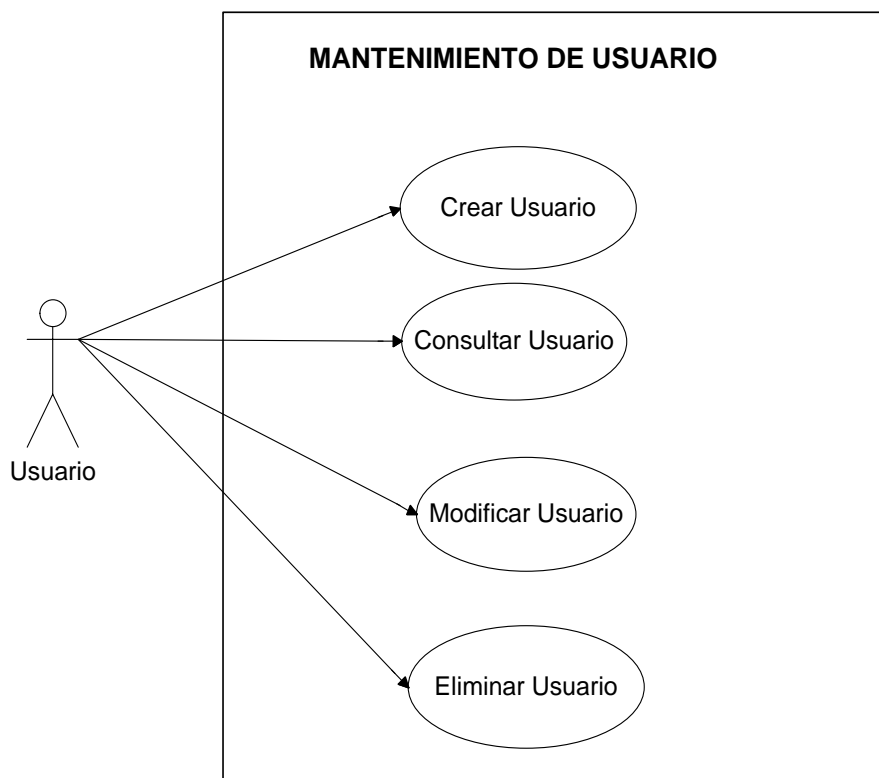 MANTENIMIENTO DE USUARIO
Crear Usuario
Consultar Usuario
Usuario
Modificar Usuario
Eliminar Usuario